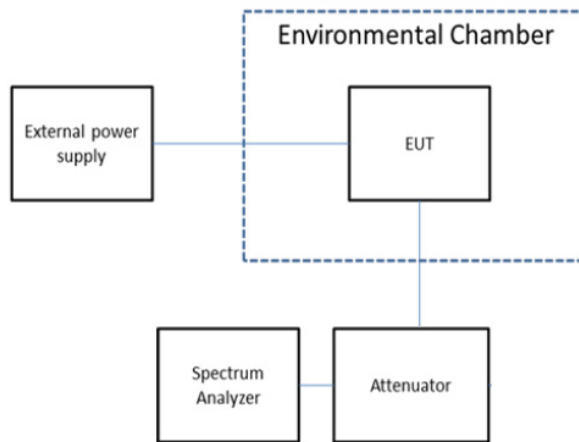 Environmental Chamber
External power
supply
EUT
Spectrum
Analyzer
Attenuator